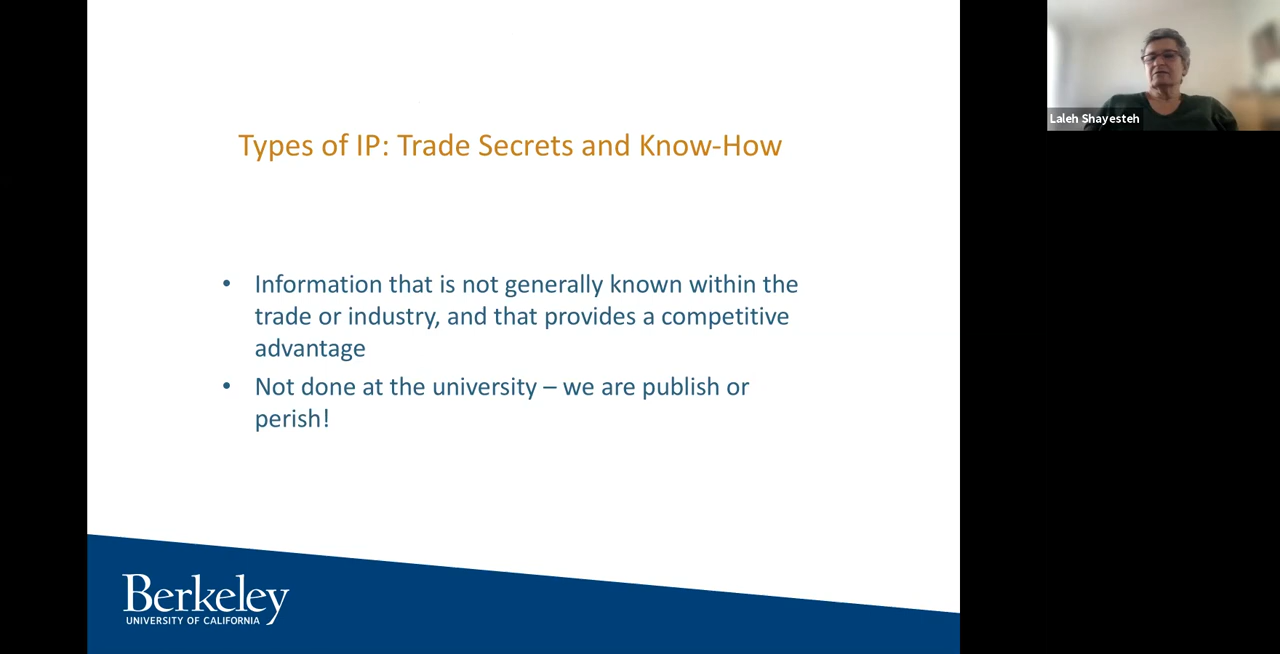 Types of IP: Trade Secrets and Know-How
• Information that is not generally known within the
trade or industry, and that provides a competitive
advantage
• Not done at the university – we are publish or
perish!
Berkeley
UNIVERSITY OF CALIFORNIA
Laleh Shayesteh